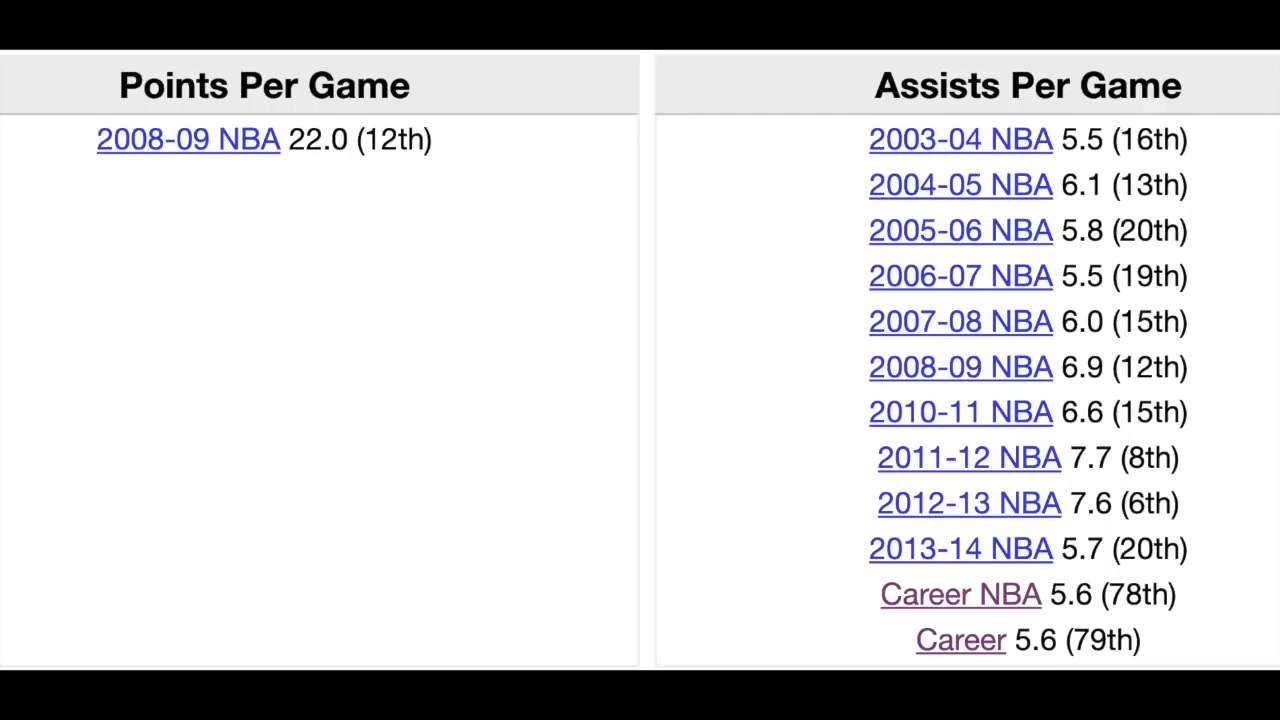 Points Per Game
2008-09 NBA 22.0 (12th)
Assists Per Game
2003-04 NBA 5.5 (16th)
2004-05 NBA 6.1 (13th)
2005-06 NBA 5.8 (20th)
2006-07 NBA 5.5 (19th)
2007-08 NBA 6.0 (15th)
2008-09 NBA 6.9 (12th)
2010-11 NBA 6.6 (15th)
2011-12 NBA 7.7 (8th)
2012-13 NBA 7.6 (6th)
2013-14 NBA 5.7 (20th)
Career NBA 5.6 (78th)
Career 5.6 (79th)